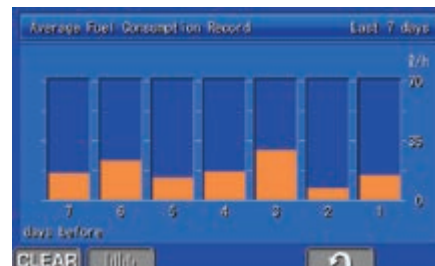 Average Fuel Consumption Record Last 7 days
ℓ/h
70
35
0
7 6 5 4 3 2 1
days before
CLEAR